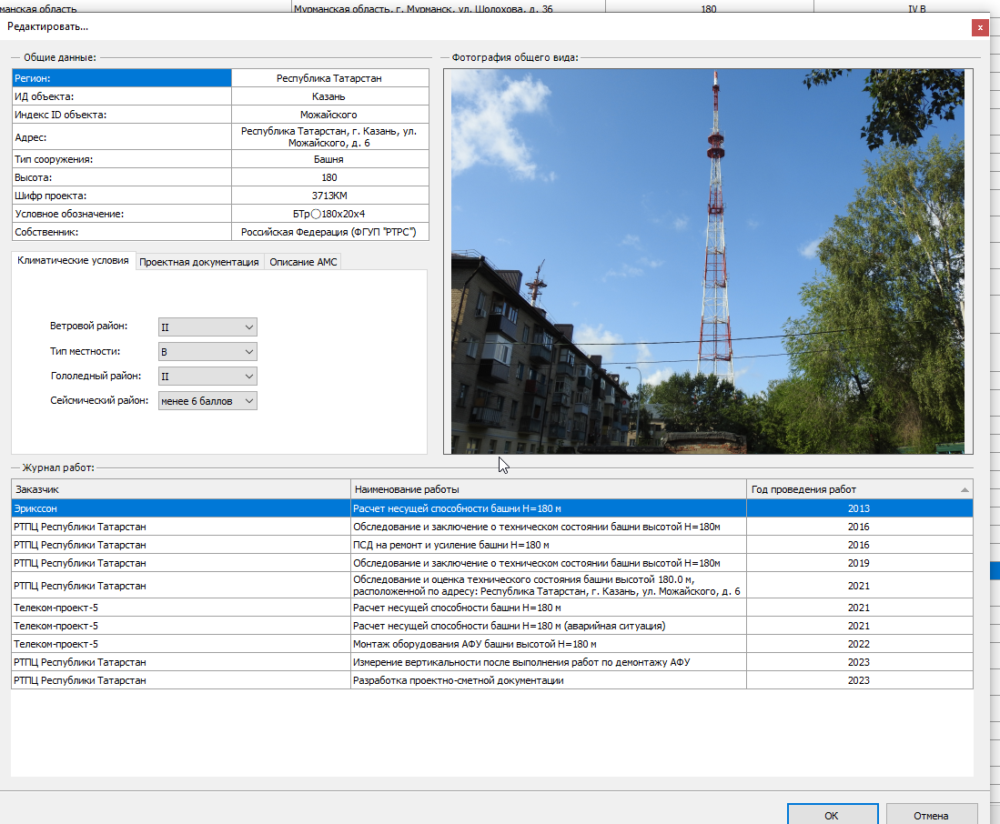 манская область Мурманская область, г. Мурманск, ул. Шолохова, д. 36 180 IV В
Редактировать...
x
Общие данные:
Регион: Республика Татарстан
ИД объекта: Казань
Индекс ID объекта: Можайского
Адрес: Республика Татарстан, г. Казань, ул.
Можайского, д. 6
Тип сооружения: Башня
Высота: 180
Шифр проекта: 3713КМ
Условное обозначение: БТр◯180х20х4
Собственник: Российская Федерация (ФГУП "РТРС")
Фотография общего вида:
Климатические условия Проектная документация Описание АМС
Ветровой район: II
Тип местности: В
Гололедный район: II
Сейсмический район: менее 6 баллов
Журнал работ:
Заказчик Наименование работы Год проведения работ
Эрикссон Расчет несущей способности башни Н=180 м 2013
РТПЦ Республики Татарстан Обследование и заключение о техническом состоянии башни высотой Н=180м 2016
РТПЦ Республики Татарстан ПСД на ремонт и усиление башни Н=180 м 2016
РТПЦ Республики Татарстан Обследование и заключение о техническом состоянии башни высотой Н=180м 2019
РТПЦ Республики Татарстан Обследование и оценка технического состояния башни высотой 180.0 м,
расположенной по адресу: Республика Татарстан, г. Казань, ул. Можайского, д. 6 2021
Телеком-проект-5 Расчет несущей способности башни Н=180 м 2021
Телеком-проект-5 Расчет несущей способности башни Н=180 м (аварийная ситуация) 2021
Телеком-проект-5 Монтаж оборудования АФУ башни высотой Н=180 м 2022
РТПЦ Республики Татарстан Измерение вертикальности после выполнения работ по демонтажу АФУ 2023
РТПЦ Республики Татарстан Разработка проектно-сметной документации 2023
ОК Отмена